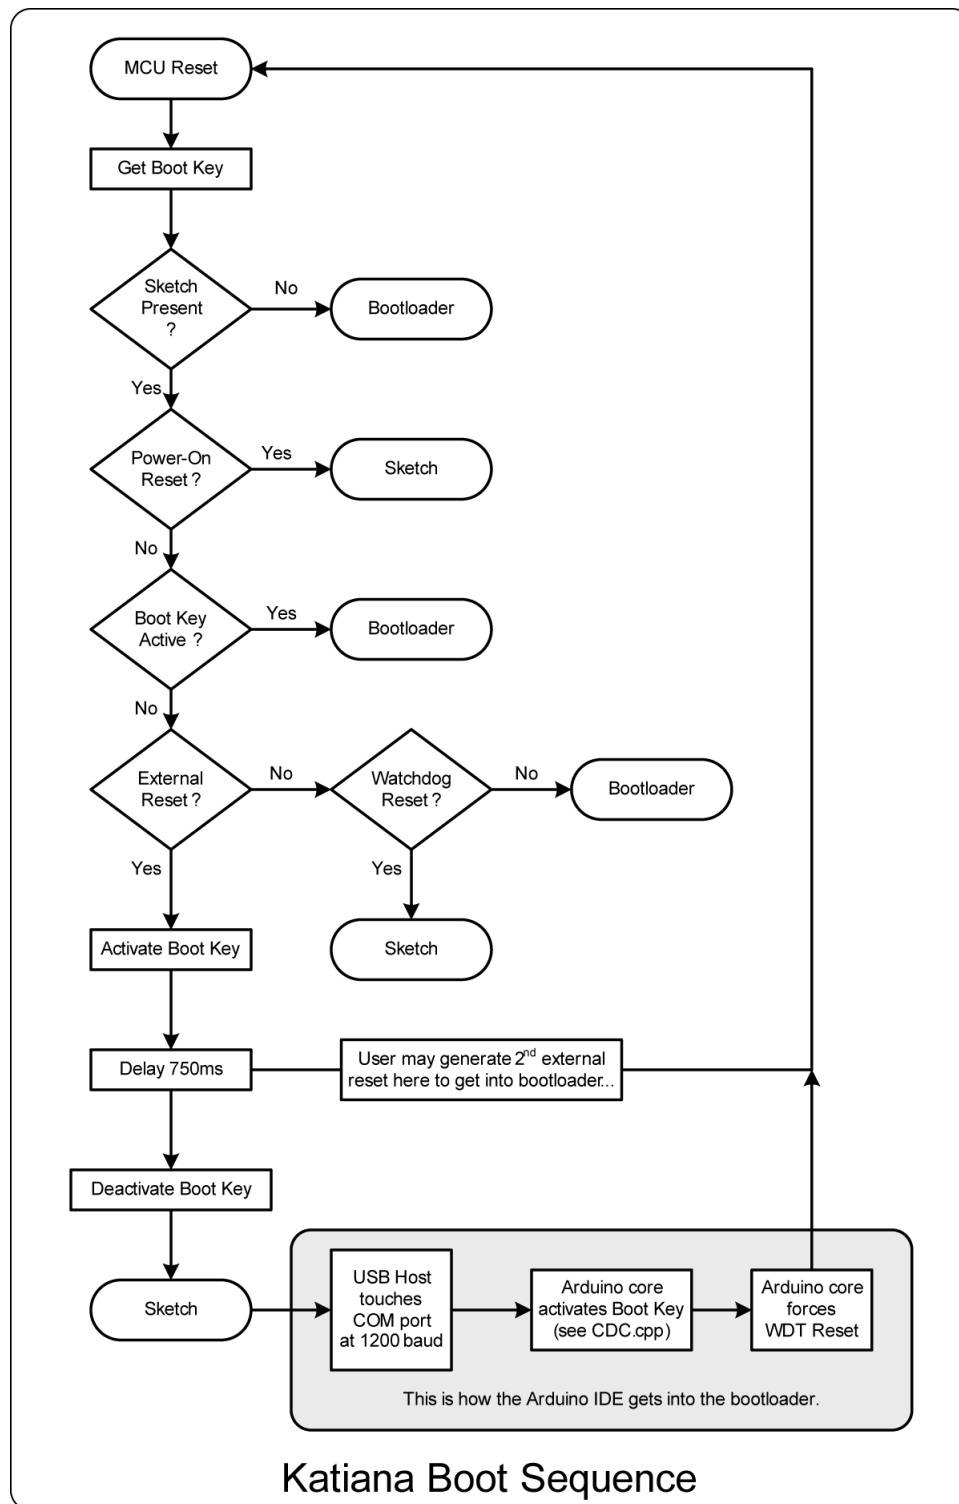 MCU Reset
Get Boot Key
Sketch
Present
?
No
Bootloader
Yes
Power-On
Reset ?
Yes
Sketch
No
Boot Key
Active ?
Yes
Bootloader
No
External
Reset ?
No
Watchdog
Reset ?
No
Bootloader
Yes
Yes
Activate Boot Key
Sketch
Delay 750ms
User may generate 2nd external
reset here to get into bootloader...
Deactivate Boot Key
Sketch
USB Host
touches
COM port
at 1200 baud
Arduino core
activates Boot Key
(see CDC.cpp)
Arduino core
forces
WDT Reset
This is how the Arduino IDE gets into the bootloader.
Katiana Boot Sequence